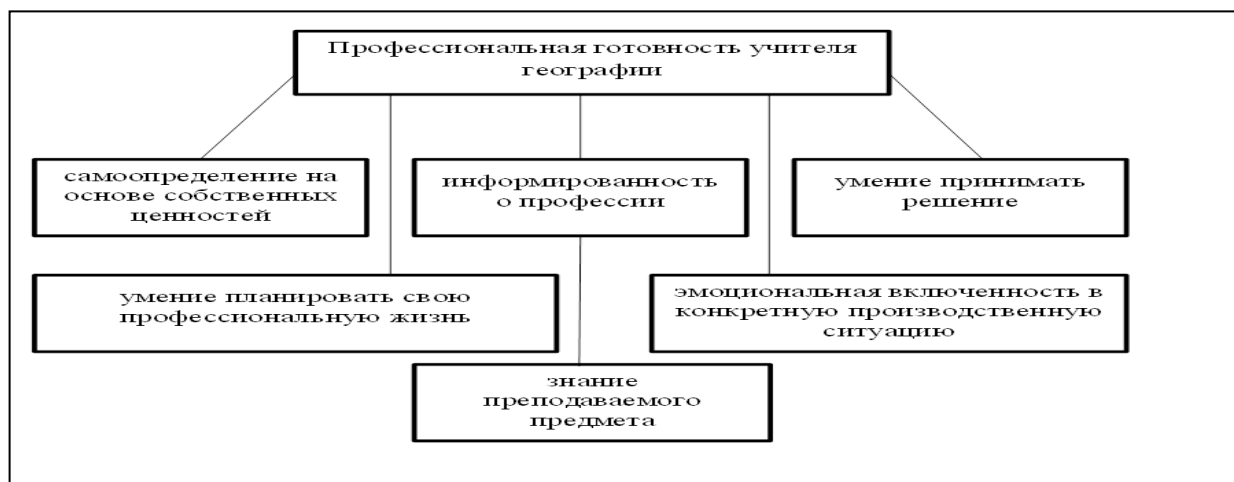 Профессиональная готовность учителя
географии
самоопределение на
основе собственных
ценностей
информированность
о профессии
умение принимать
решение
умение планировать свою
профессиональную жизнь
эмоциональная включенность в
конкретную производственную
ситуацию
знание
преподаваемого
предмета